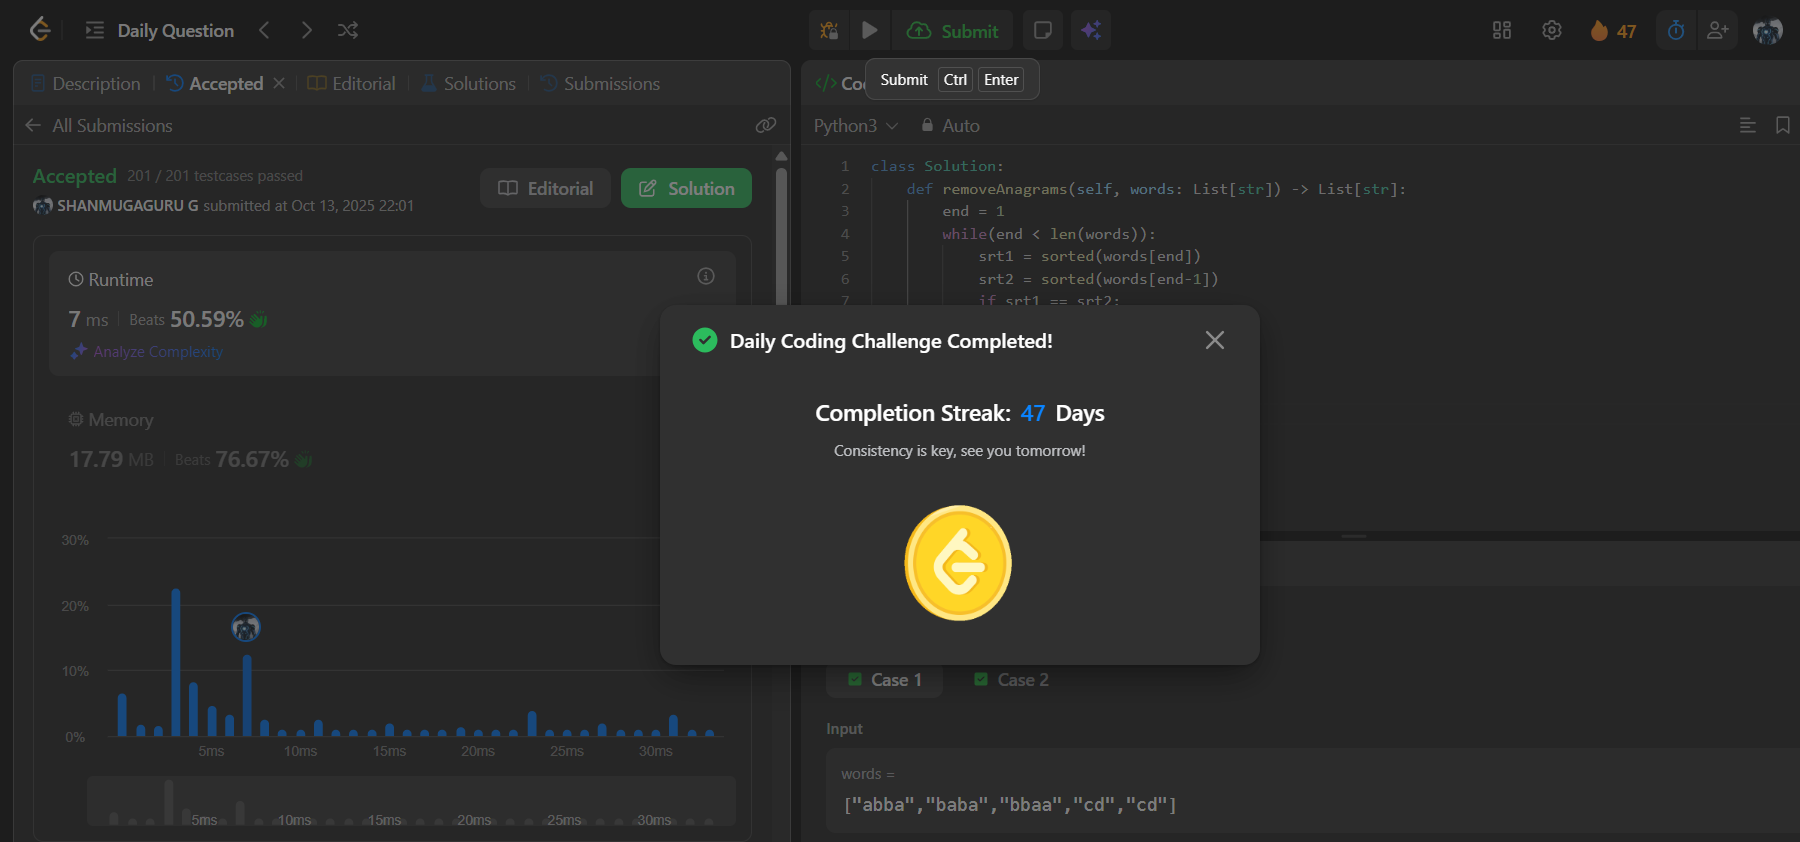 Daily Question
Submit
47
Description
Accepted
Editorial
Solutions
Submissions
Submit Ctrl Enter
All Submissions
Python3
Auto
Accepted 201 / 201 testcases passed
Editorial
Solution
SHANMUGAGURU G submitted at Oct 13, 2025 22:01
Runtime
7 ms Beats 50.59%
Analyze Complexity
Memory
17.79 MB Beats 76.67%
30%
20%
10%
0%
5ms 10ms 15ms 20ms 25ms 30ms
5ms 10ms 15ms 20ms 25ms 30ms
</> Co
1 class Solution:
2 def removeAnagrams(self, words: List[str]) -> List[str]:
3 end = 1
4 while(end < len(words)):
5 srt1 = sorted(words[end])
6 srt2 = sorted(words[end-1])
7 if srt1 == srt2:
Daily Coding Challenge Completed!
Completion Streak: 47 Days
Consistency is key, see you tomorrow!
Case 1
Case 2
Input
words =
["abba","baba","bbaa","cd","cd"]